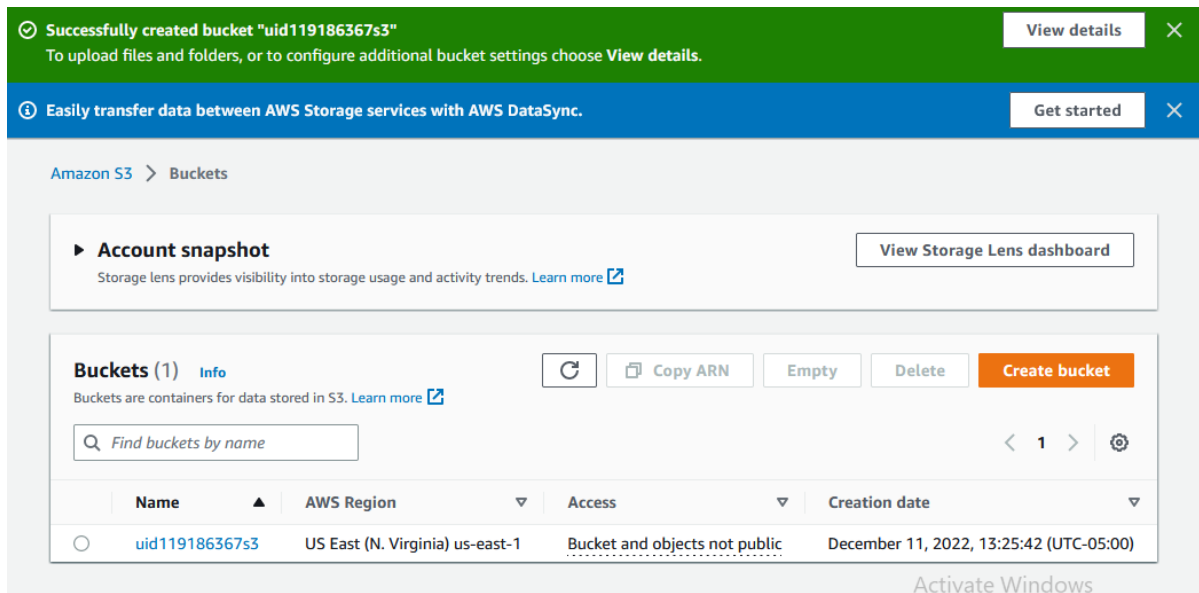 Successfully created bucket "uid119186367s3"
View details
To upload files and folders, or to configure additional bucket settings choose View details.
Easily transfer data between AWS Storage services with AWS DataSync.
Get started
Amazon S3 > Buckets
Account snapshot
View Storage Lens dashboard
Storage lens provides visibility into storage usage and activity trends. Learn more
Buckets (1) Info
Copy ARN
Empty
Delete
Create bucket
Buckets are containers for data stored in S3. Learn more
Find buckets by name
1
Name AWS Region Access Creation date
uid119186367s3 US East (N. Virginia) us-east-1 Bucket and objects not public December 11, 2022, 13:25:42 (UTC-05:00)
Activate Windows